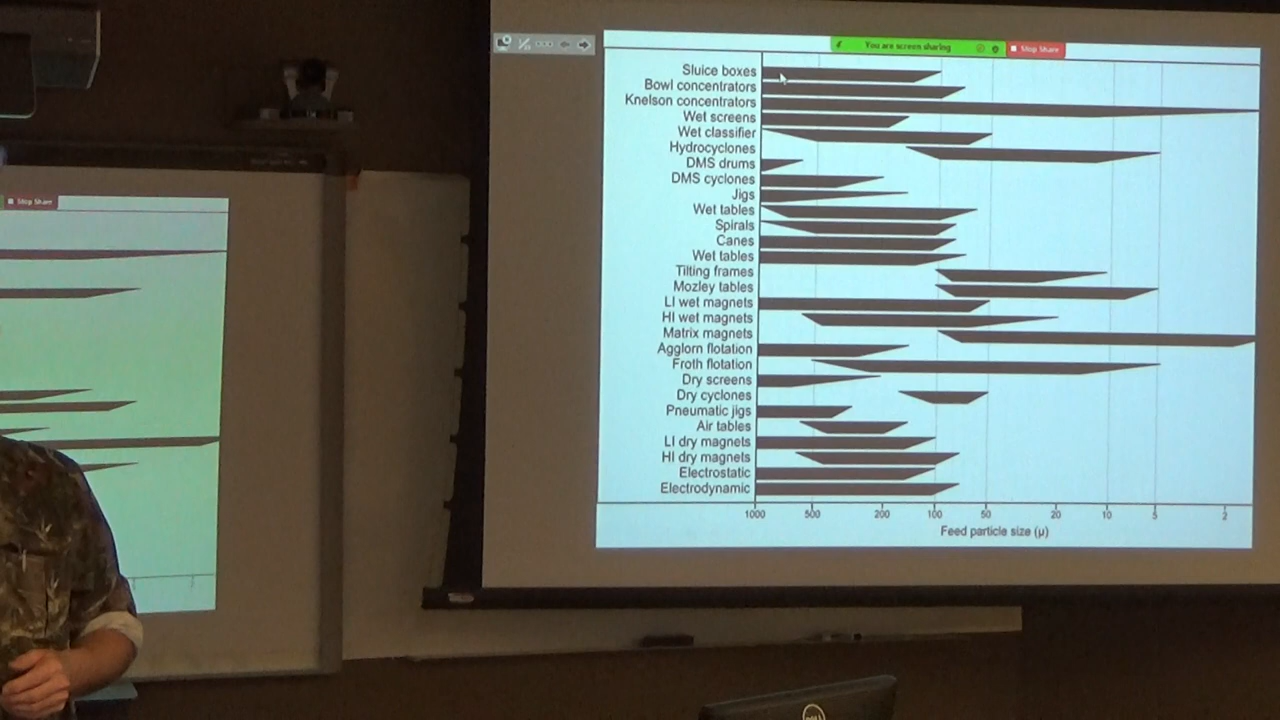 You are screen sharing
Stop Share
Stop Share
Sluice boxes
Bowl concentrators
Knelson concentrators
Wet screens
Wet classifier
Hydrocyclones
DMS drums
DMS cyclones
Jigs
Wet tables
Spirals
Canes
Wet tables
Tilting frames
Mozley tables
LI wet magnets
HI wet magnets
Matrix magnets
Agglorn flotation
Froth flotation
Dry screens
Dry cyclones
Pneumatic jigs
Air tables
LI dry magnets
HI dry magnets
Electrostatic
Electrodynamic
1000 500 200 100 50 20 10 5 2
Feed particle size (µ)
DELL